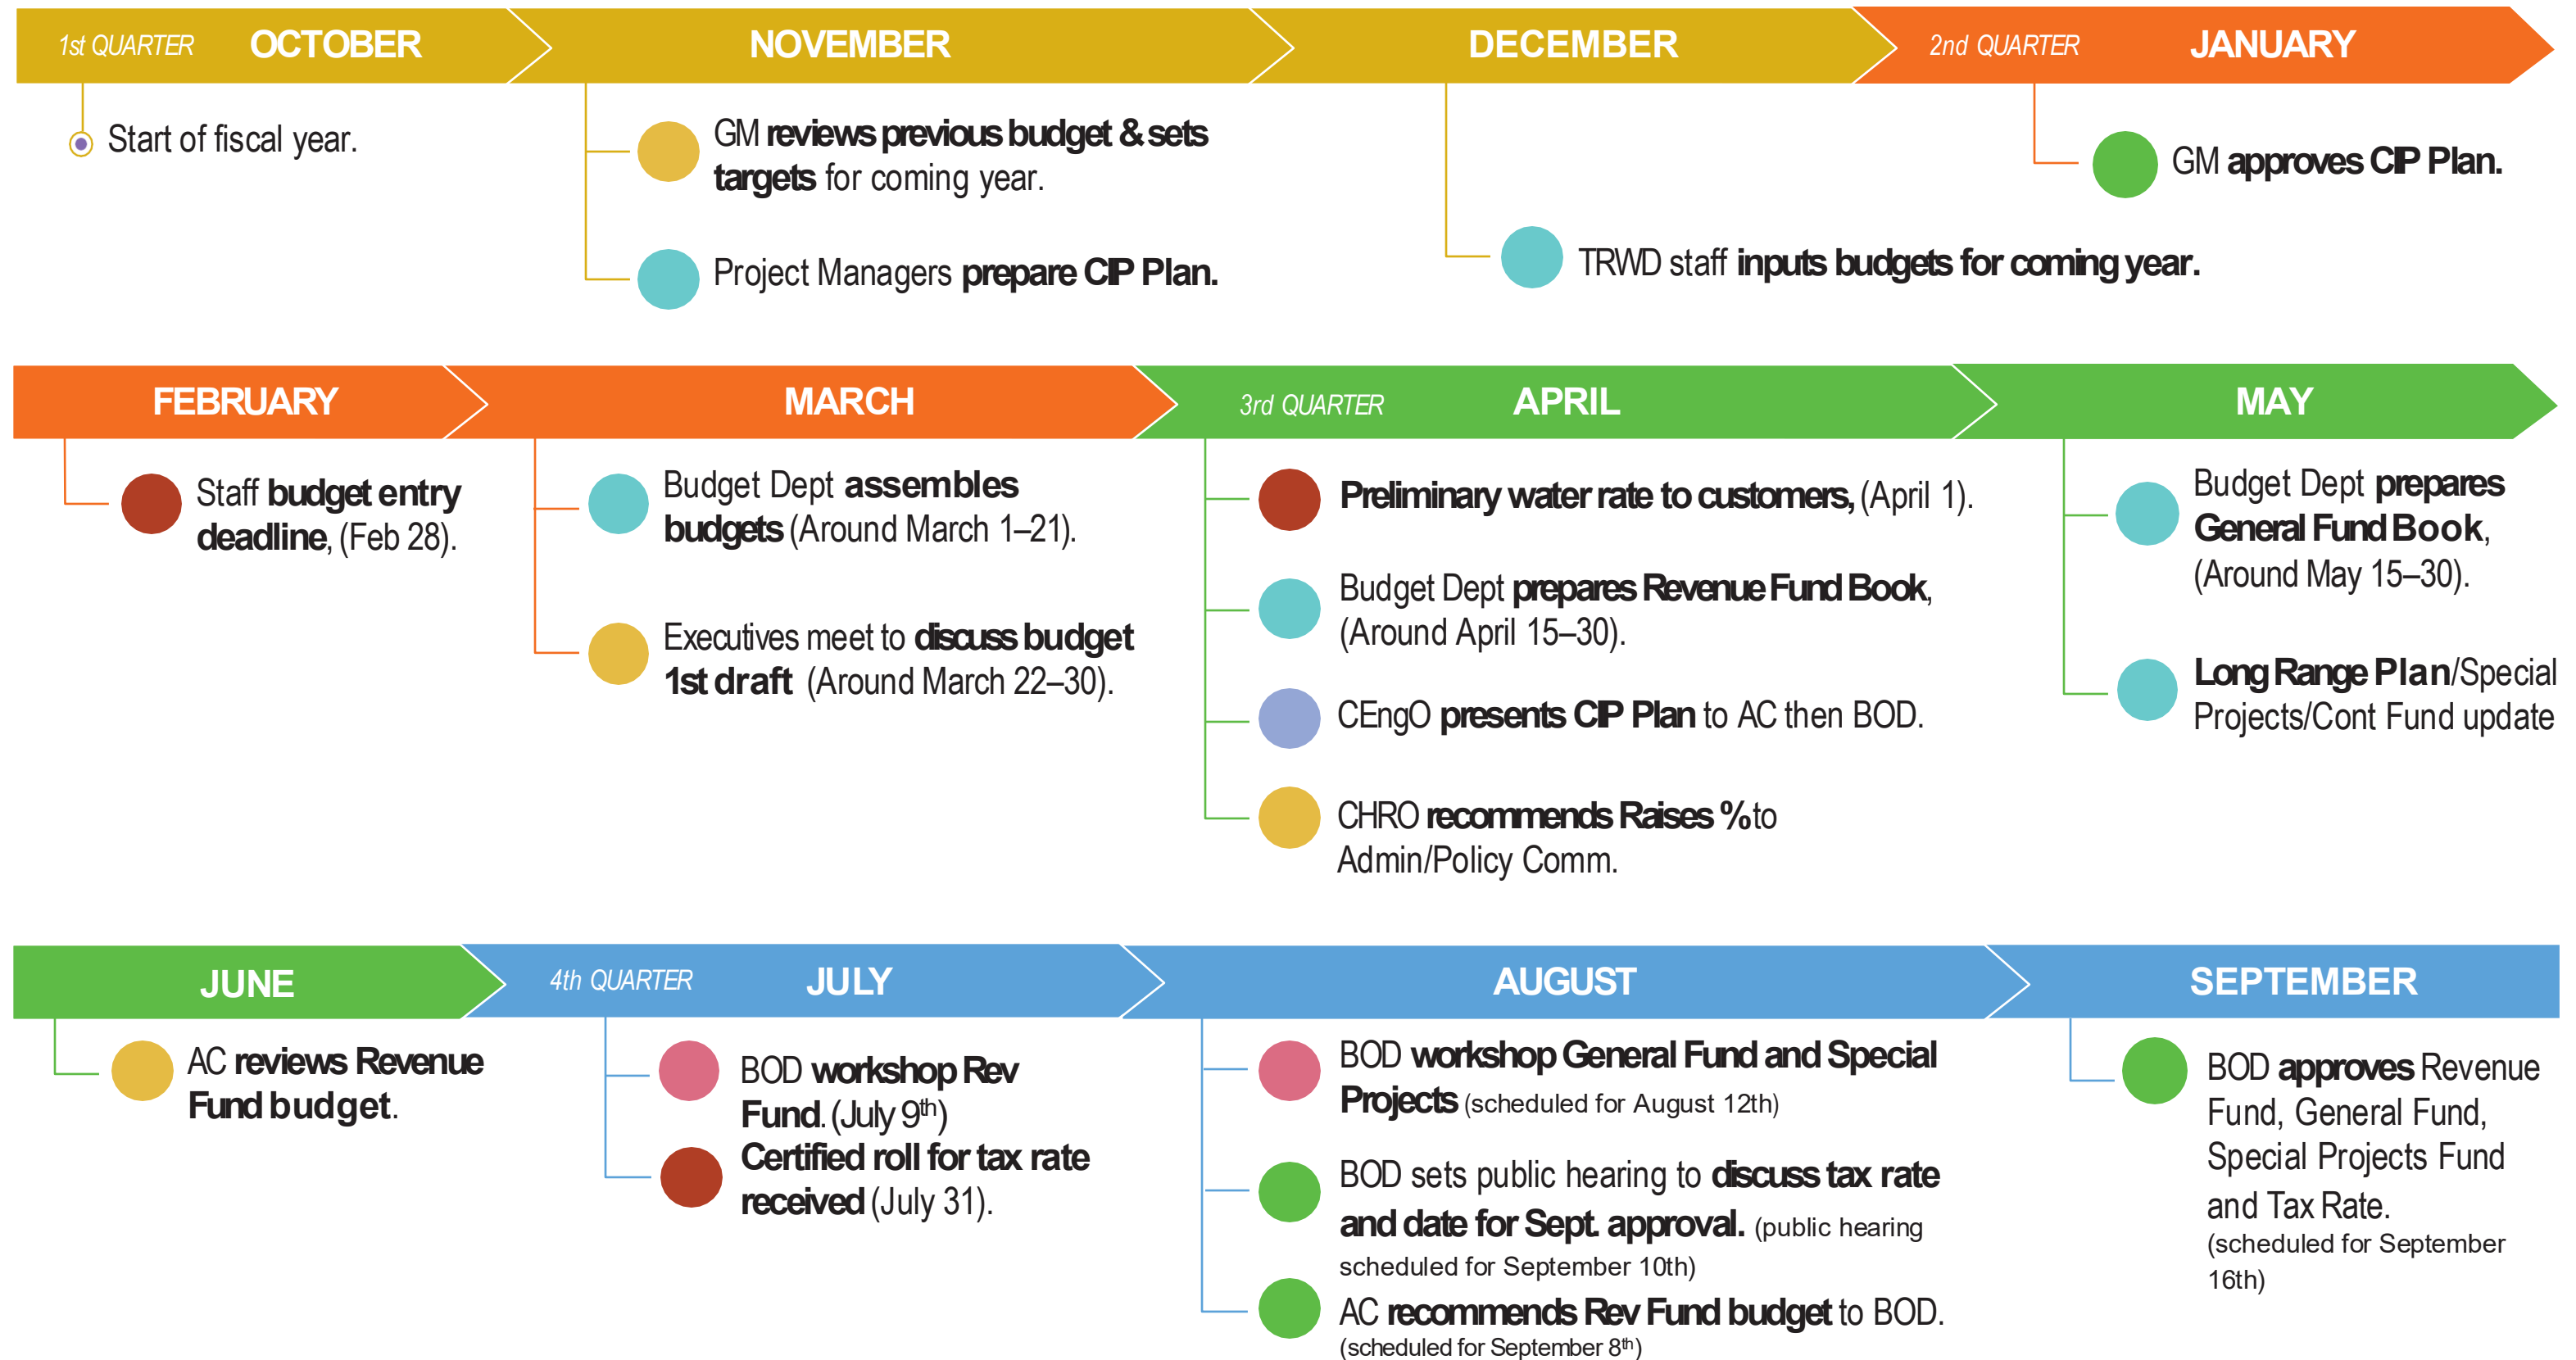 1st QUARTER OCTOBER
NOVEMBER
DECEMBER
2nd QUARTER JANUARY
Start of fiscal year.
GM reviews previous budget & sets
targets for coming year.
Project Managers prepare CIP Plan.
TRWD staff inputs budgets for coming year.
GM approves CIP Plan.
FEBRUARY
MARCH
3rd QUARTER APRIL
MAY
Staff budget entry
deadline, (Feb 28).
Budget Dept assembles
budgets (Around March 1–21).
Executives meet to discuss budget
1st draft (Around March 22–30).
Preliminary water rate to customers, (April 1).
Budget Dept prepares Revenue Fund Book,
(Around April 15–30).
CEngO presents CIP Plan to AC then BOD.
CHRO recommends Raises % to
Admin/Policy Comm.
Budget Dept prepares
General Fund Book,
(Around May 15–30).
Long Range Plan/Special
Projects/Cont Fund update
JUNE
4th QUARTER JULY
AUGUST
SEPTEMBER
AC reviews Revenue
Fund budget.
BOD workshop Rev
Fund. (July 9th)
Certified roll for tax rate
received (July 31).
BOD workshop General Fund and Special
Projects (scheduled for August 12th)
BOD sets public hearing to discuss tax rate
and date for Sept. approval. (public hearing
scheduled for September 10th)
AC recommends Rev Fund budget to BOD.
(scheduled for September 8th)
BOD approves Revenue
Fund, General Fund,
Special Projects Fund
and Tax Rate.
(scheduled for September
16th)